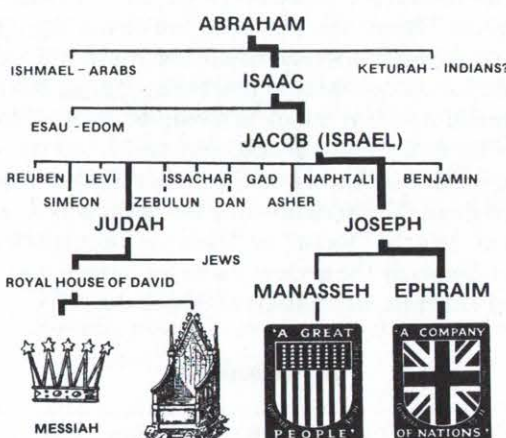 ABRAHAM
ISHMAEL - ARABS
KETURAH - INDIANS?
ISAAC
ESAU - EDOM
JACOB (ISRAEL)
REUBEN LEVI ISSACHAR GAD NAPHTALI BENJAMIN
SIMEON ZEBULUN DAN ASHER
JUDAH JOSEPH
JEWS
ROYAL HOUSE OF DAVID
MANASSEH EPHRAIM
'A GREAT
PEOPLE'
'A COMPANY
OF NATIONS.'
MESSIAH